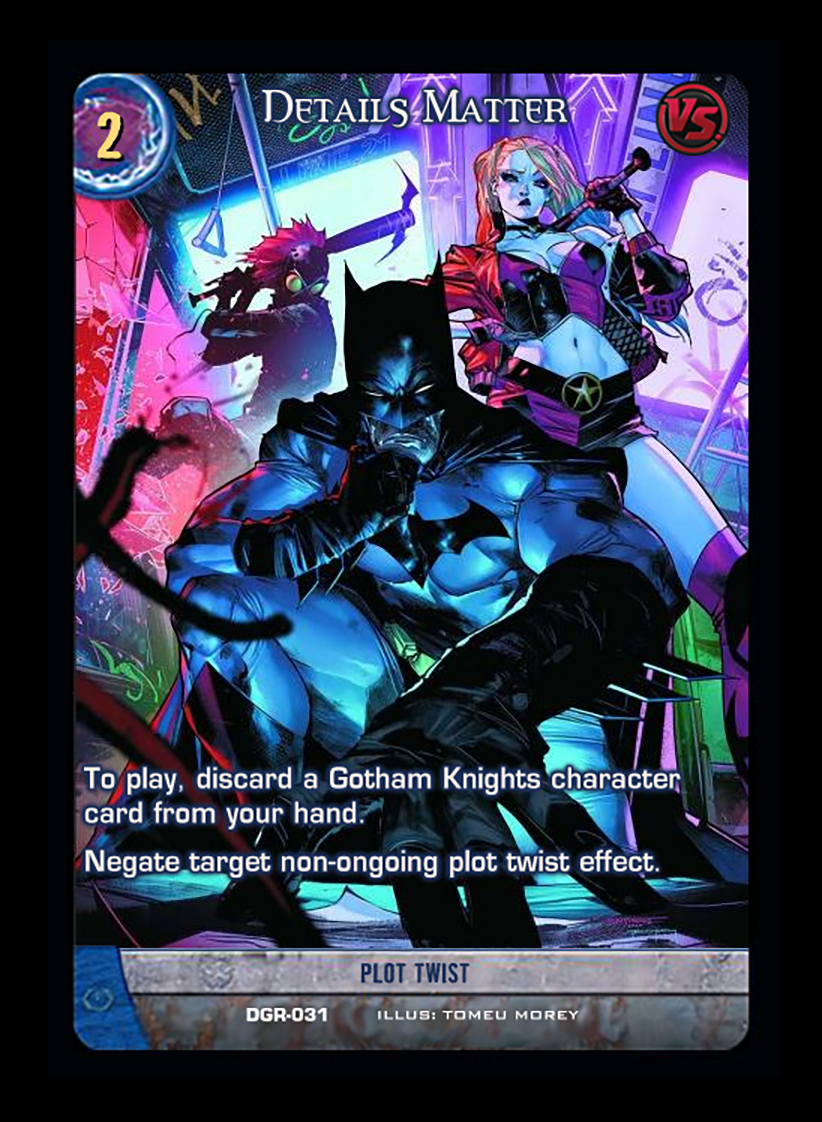 2
Details Matter
VS.
To play, discard a Gotham Knights character
card from your hand.
Negate target non-ongoing plot twist effect.
PLOT TWIST
DGR-031 ILLUS: TOMEU MOREY